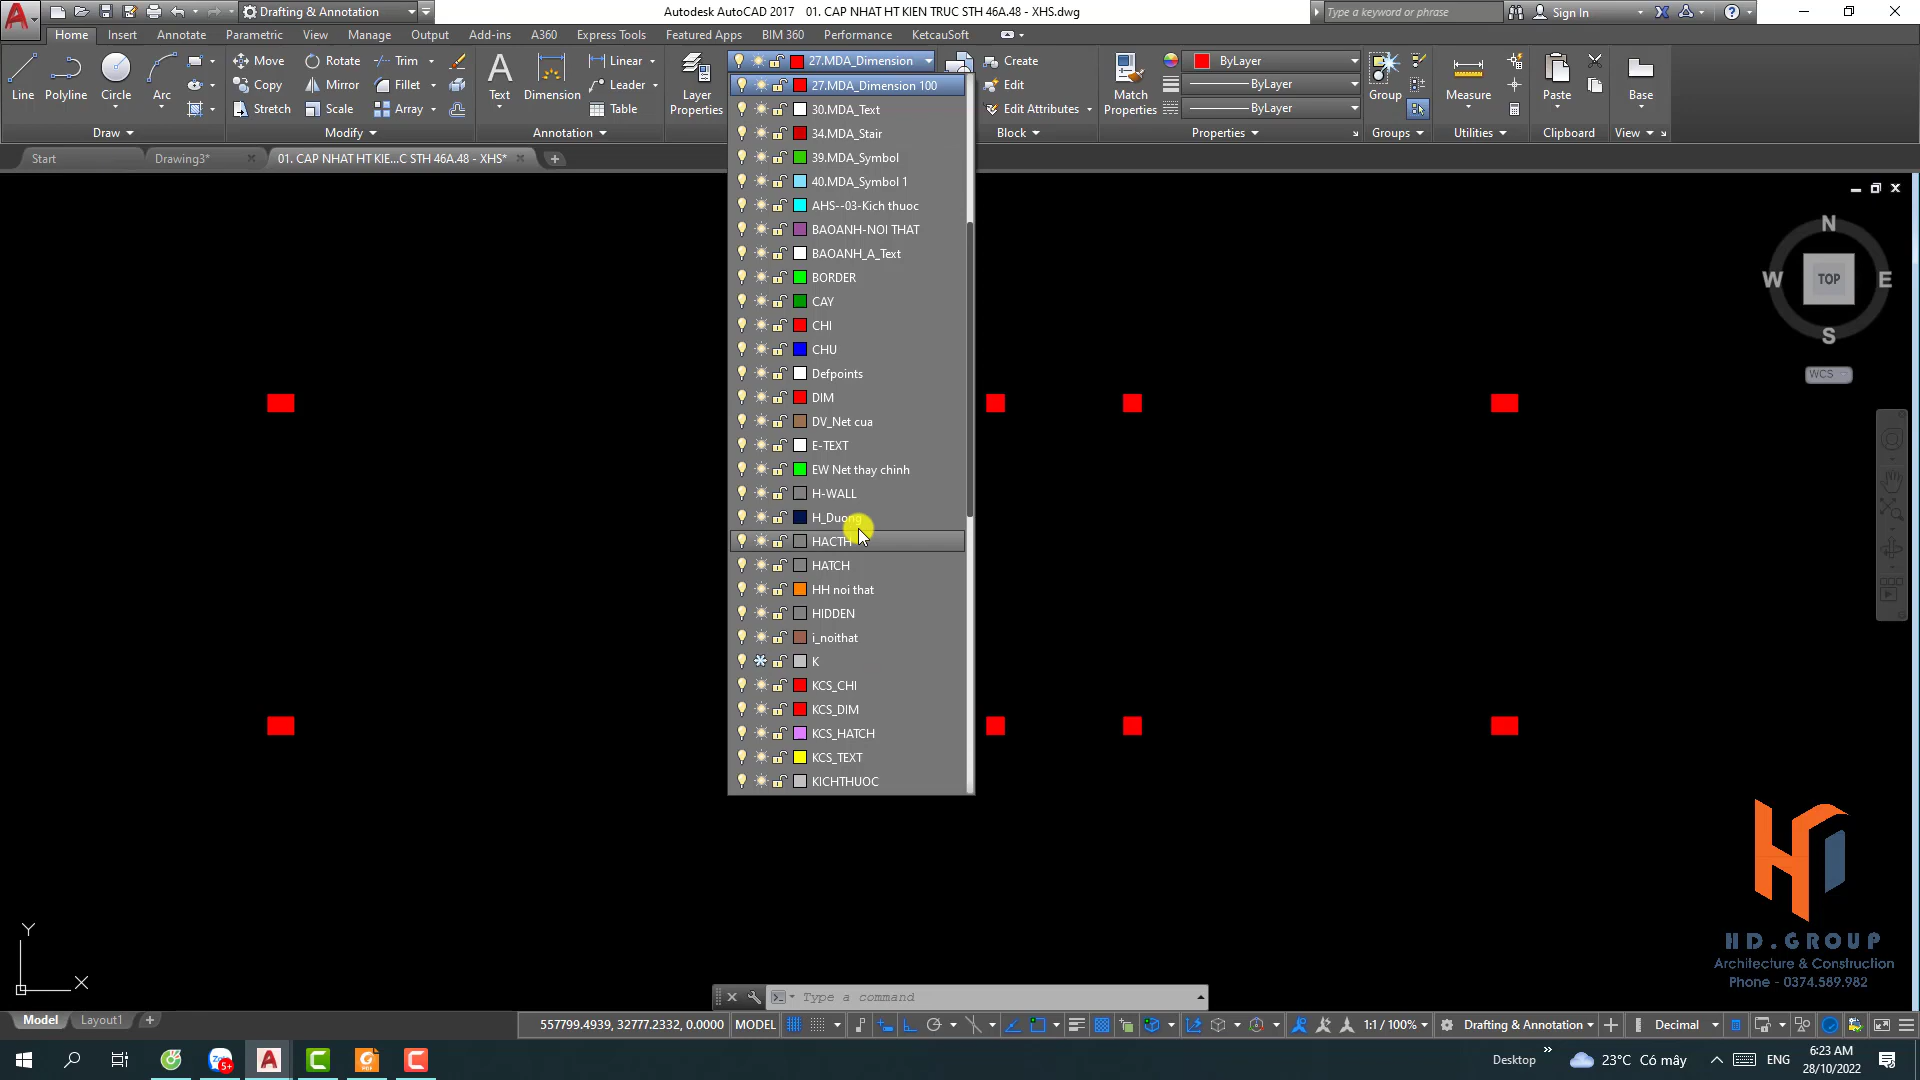 Drafting & Annotation
Autodesk AutoCAD 2017 01. CAP NHAT HT KIEN TRUC STH 46A.48 - XHS.dwg
Type a keyword or phrase
Sign In
Home Insert Annotate Parametric View Manage Output Add-ins A360 Express Tools Featured Apps BIM 360 Performance KetcauSoft
Line Polyline Circle Arc
Draw
Move Rotate Trim
Copy Mirror Fillet
Stretch Scale Array
Modify
Text Dimension
Linear
Leader
Table
Annotation
Layer Properties
27.MDA_Dimension
Create
Edit
Edit Attributes
Block
Match Properties
ByLayer
ByLayer
ByLayer
Properties
Group
Groups
Measure
Utilities
Paste
Clipboard
Base
View
Start
Drawing3*
01. CAP NHAT HT KIE...C STH 46A.48 - XHS*
27.MDA_Dimension 100
30.MDA_Text
34.MDA_Stair
39.MDA_Symbol
40.MDA_Symbol 1
AHS--03-Kich thuoc
BAOANH-NOI THAT
BAOANH_A_Text
BORDER
CAY
CHI
CHU
Defpoints
DIM
DV_Net cua
E-TEXT
EW Net thay chinh
H-WALL
H_Duong
HACTH
HATCH
HH noi that
HIDDEN
i_noithat
K
KCS_CHI
KCS_DIM
KCS_HATCH
KCS_TEXT
KICHTHUOC
N
W TOP E
S
WCS
Y
X
HD.GROUP
Architecture & Construction
Phone - 0374.589.982
Type a command
Model Layout1
557799.4939, 32777.2332, 0.0000 MODEL
1:1 / 100%
Drafting & Annotation
Decimal
5+
Desktop
23°C Có mây
ENG
6:23 AM
28/10/2022